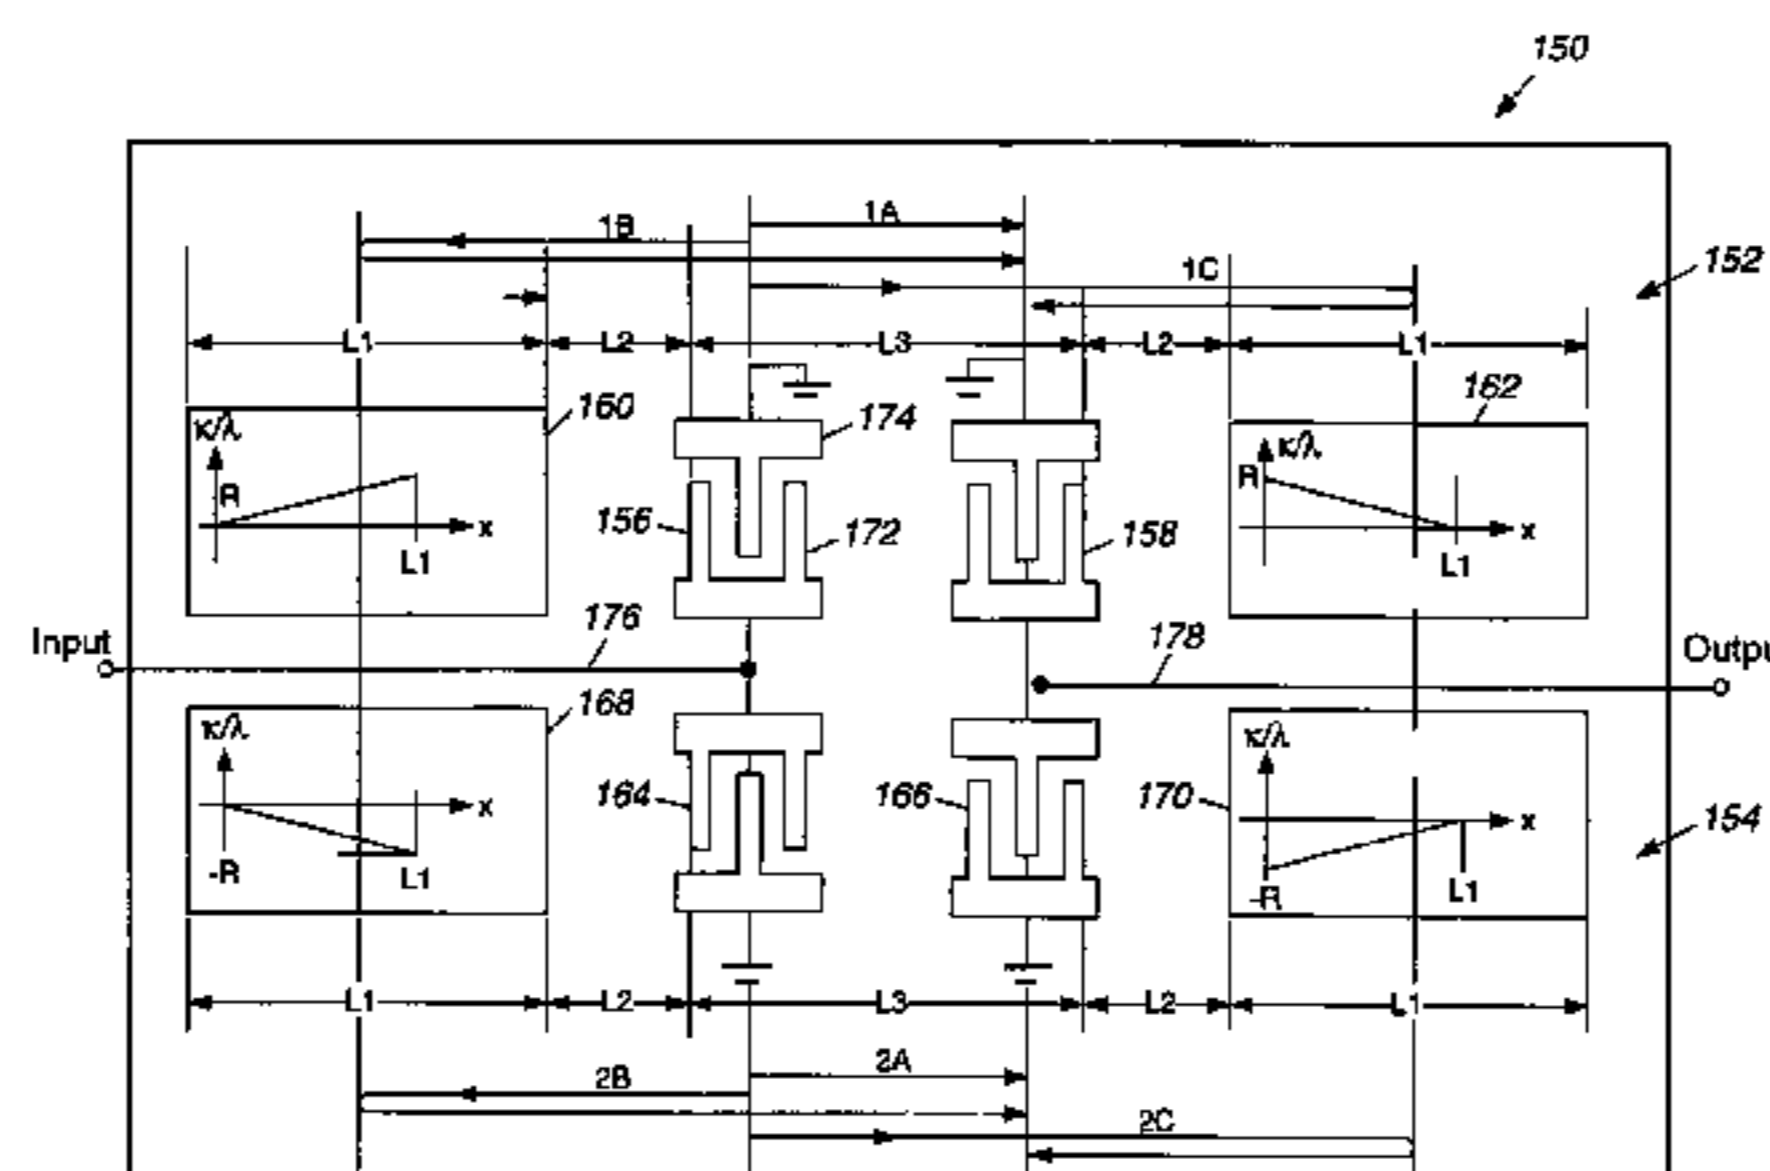 150
1A
1B
1C
152
L1 L2 L3 L2 L1
160
162
174
κ/λ
κ/λ
R
R
156
172
158
x
x
L1
L1
Input
176
178
Outpu
168
κ/λ
κ/λ
164
166
170
x
x
154
-R
L1
-R
L1
L1 L2 L3 L2 L1
2A
2B
2C